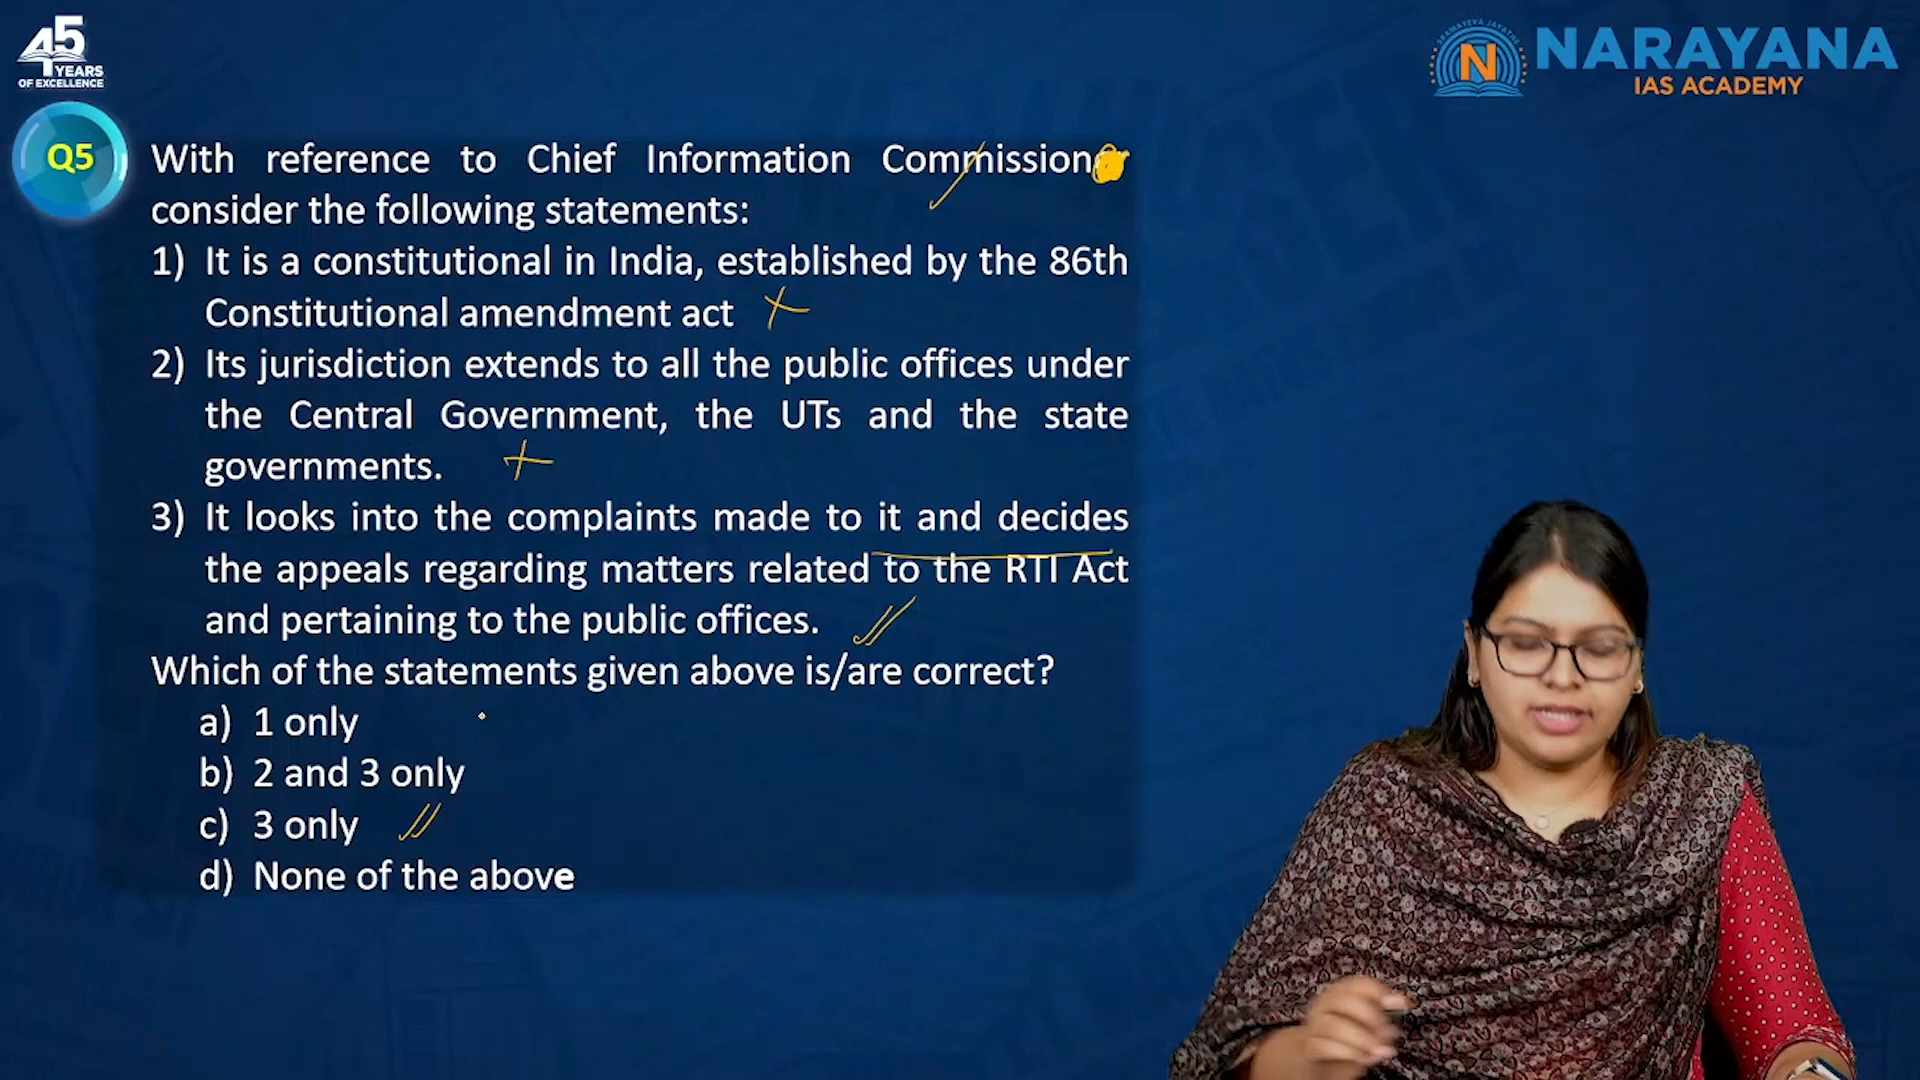 45
YEARS
OF EXCELLENCE
NARAYANA
IAS ACADEMY
N
Q5
With reference to Chief Information Commission
consider the following statements:
1) It is a constitutional in India, established by the 86th
Constitutional amendment act
2) Its jurisdiction extends to all the public offices under
the Central Government, the UTs and the state
governments.
3) It looks into the complaints made to it and decides
the appeals regarding matters related to the RTI Act
and pertaining to the public offices.
Which of the statements given above is/are correct?
a) 1 only
b) 2 and 3 only
c) 3 only
d) None of the above